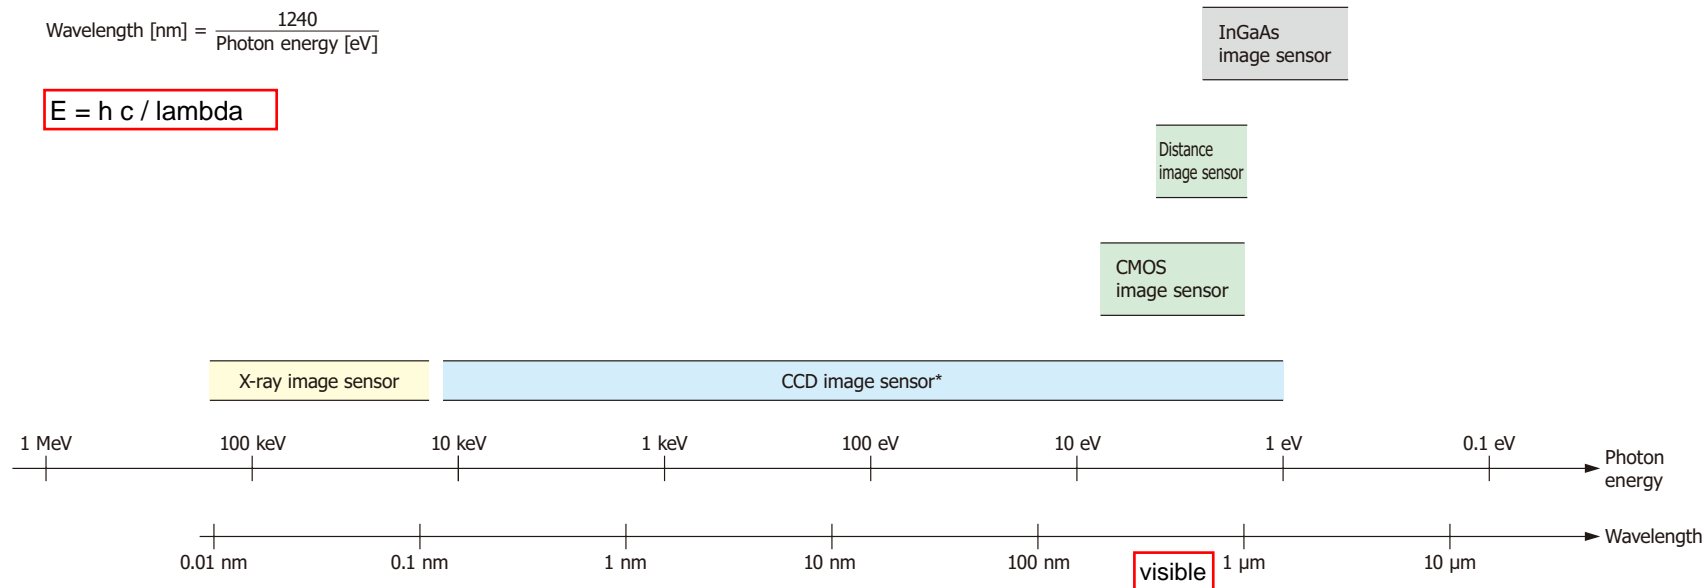 Wavelength [nm] = 1240
Photon energy [eV]
E = h c / lambda
InGaAs
image sensor
Distance
image sensor
CMOS
image sensor
X-ray image sensor
CCD image sensor*
1 MeV 100 keV 10 keV 1 keV 100 eV 10 eV 1 eV 0.1 eV
Photon
energy
Wavelength
0.01 nm 0.1 nm 1 nm 10 nm 100 nm visible 1 µm 10 µm